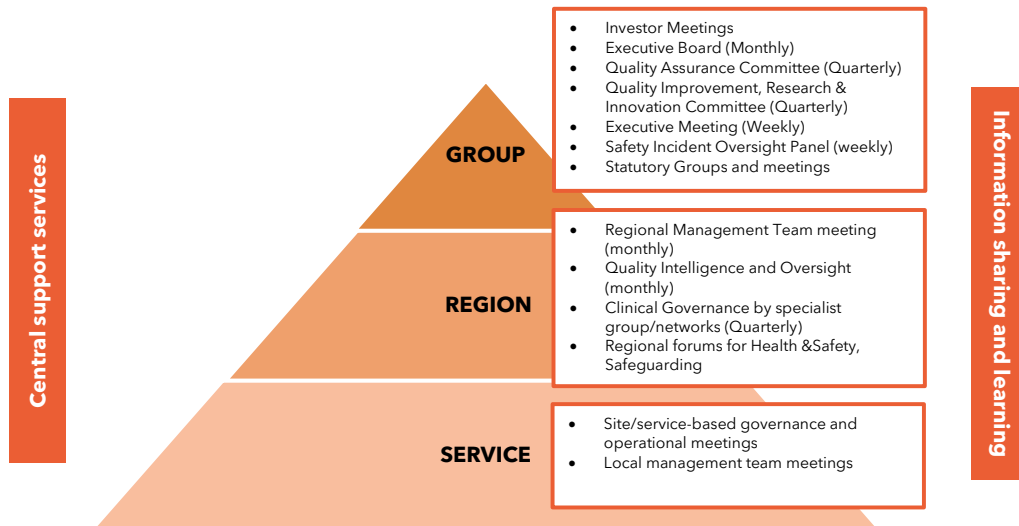 Central support services
GROUP
• Investor Meetings
• Executive Board (Monthly)
• Quality Assurance Committee (Quarterly)
• Quality Improvement, Research &
Innovation Committee (Quarterly)
• Executive Meeting (Weekly)
• Safety Incident Oversight Panel (weekly)
• Statutory Groups and meetings
REGION
• Regional Management Team meeting
(monthly)
• Quality Intelligence and Oversight
(monthly)
• Clinical Governance by specialist
group/networks (Quarterly)
• Regional forums for Health &Safety,
Safeguarding
SERVICE
• Site/service-based governance and
operational meetings
• Local management team meetings
Information sharing and learning